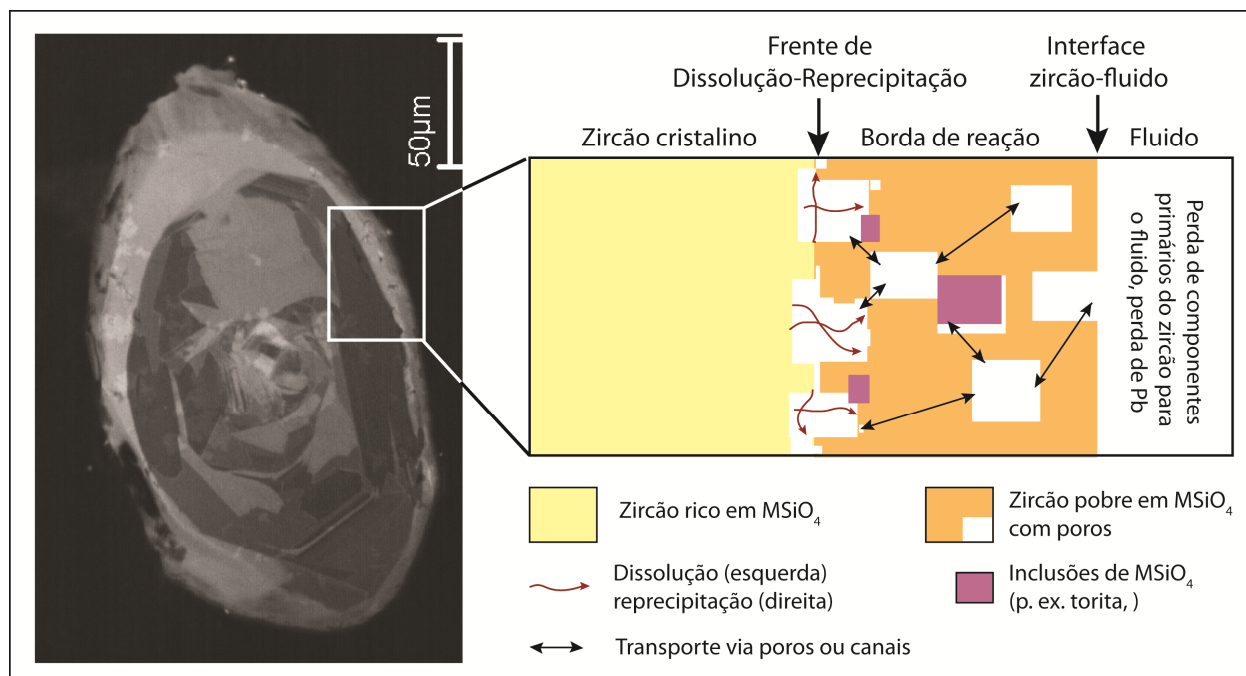 50µm
Frente de
Dissolução-Reprecipitação
Interface
zircão-fluido
Zircão cristalino
Borda de reação
Fluido
Perda de componentes
primários do zircão para
o fluido, perda de Pb
Zircão rico em MSiO₄
Zircão pobre em MSiO₄
com poros
Dissolução (esquerda)
reprecipitação (direita)
Inclusões de MSiO₄
(p. ex. torita, )
Transporte via poros ou canais